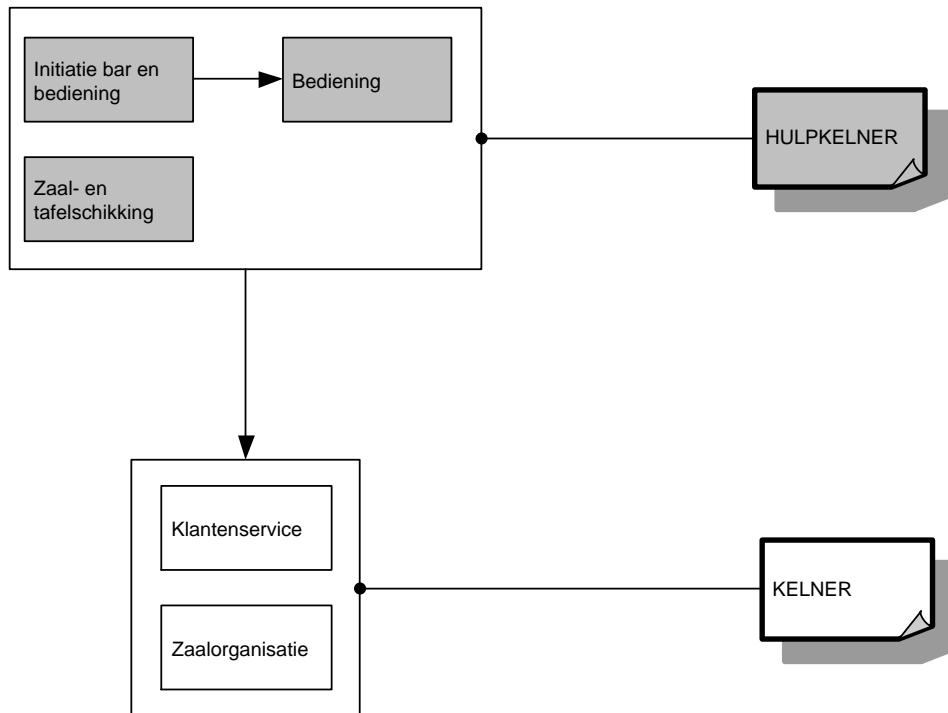 Initiatie bar en
bediening
Bediening
HULPKELNER
Zaal- en
tafelschikking
Klantenservice
KELNER
Zaalorganisatie